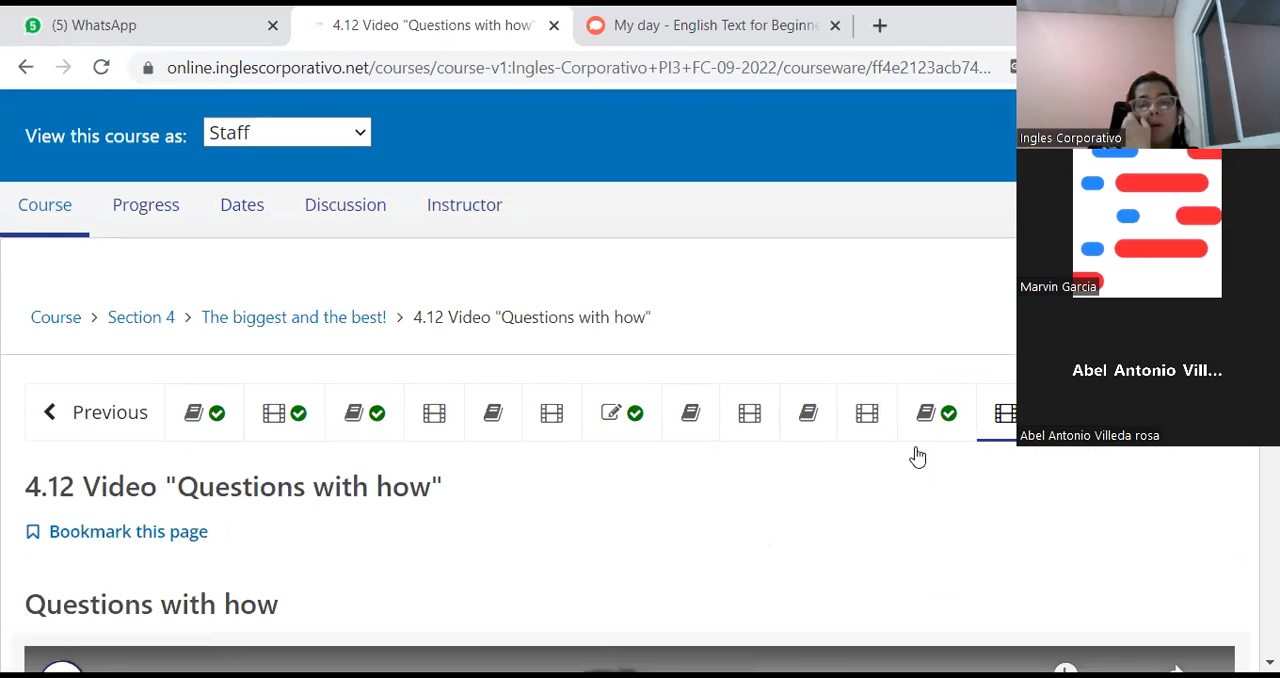 5 (5) WhatsApp
4.12 Video "Questions with how"
My day - English Text for Beginne
online.inglescorporativo.net/courses/course-v1:Ingles-Corporativo+PI3+FC-09-2022/courseware/ff4e2123acb74...
View this course as: Staff
Ingles Corporativo
Course Progress Dates Discussion Instructor
Marvin Garcia
Course > Section 4 > The biggest and the best! > 4.12 Video "Questions with how"
Abel Antonio Vill...
Previous
Abel Antonio Villeda rosa
4.12 Video "Questions with how"
Bookmark this page
Questions with how